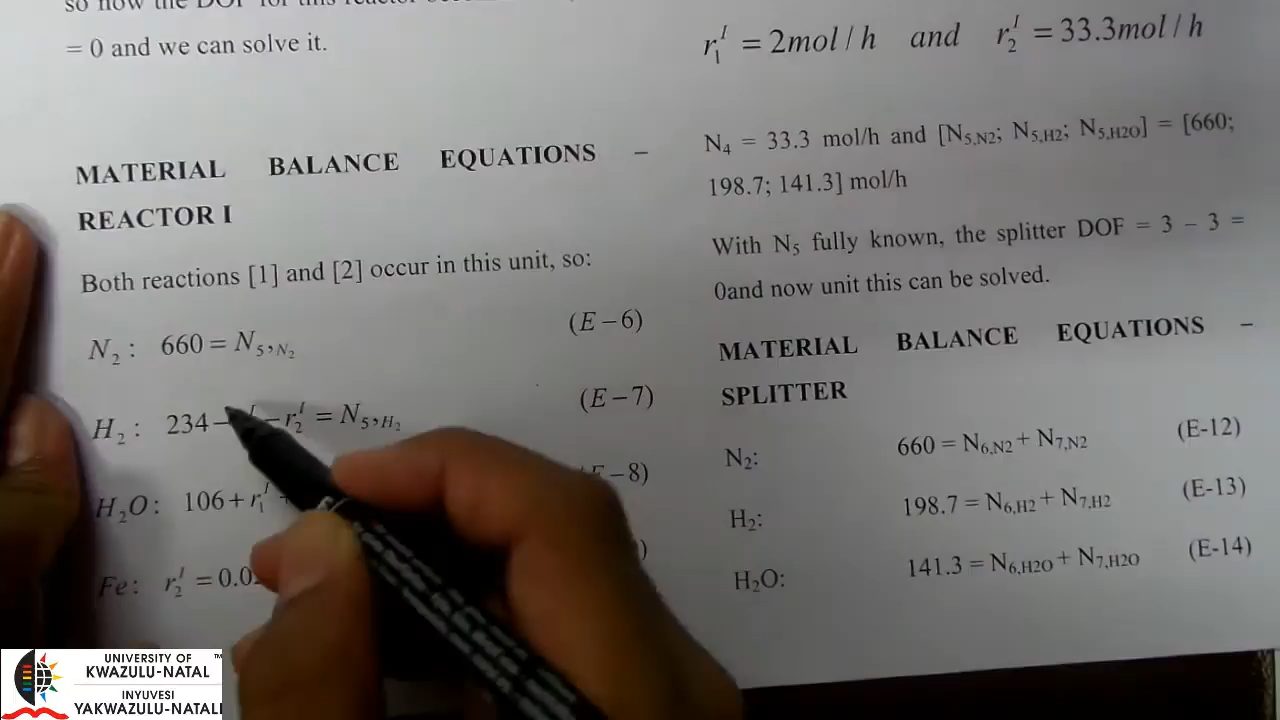 = 0 and we can solve it.
MATERIAL BALANCE EQUATIONS –
REACTOR I
Both reactions [1] and [2] occur in this unit, so:
N₂ : 660 = N₅,N₂ (E – 6)
H₂ : 234 – – r₂ᴵ = N₅,H₂ (E – 7)
H₂O : 106 + r₁ᴵ – 8)
Fe : r₂ᴵ = 0.0
r₁ᴵ = 2mol / h and r₂ᴵ = 33.3mol / h
N₄ = 33.3 mol/h and [N₅,N₂; N₅,H₂; N₅,H₂O] = [660;
198.7; 141.3] mol/h
With N₅ fully known, the splitter DOF = 3 – 3 =
0and now unit this can be solved.
MATERIAL BALANCE EQUATIONS –
SPLITTER
N₂: 660 = N₆,N₂ + N₇,N₂ (E-12)
H₂: 198.7 = N₆,H₂ + N₇,H₂ (E-13)
H₂O: 141.3 = N₆,H₂O + N₇,H₂O (E-14)
UNIVERSITY OF ™
KWAZULU-NATAL
INYUVESI
YAKWAZULU-NATALI